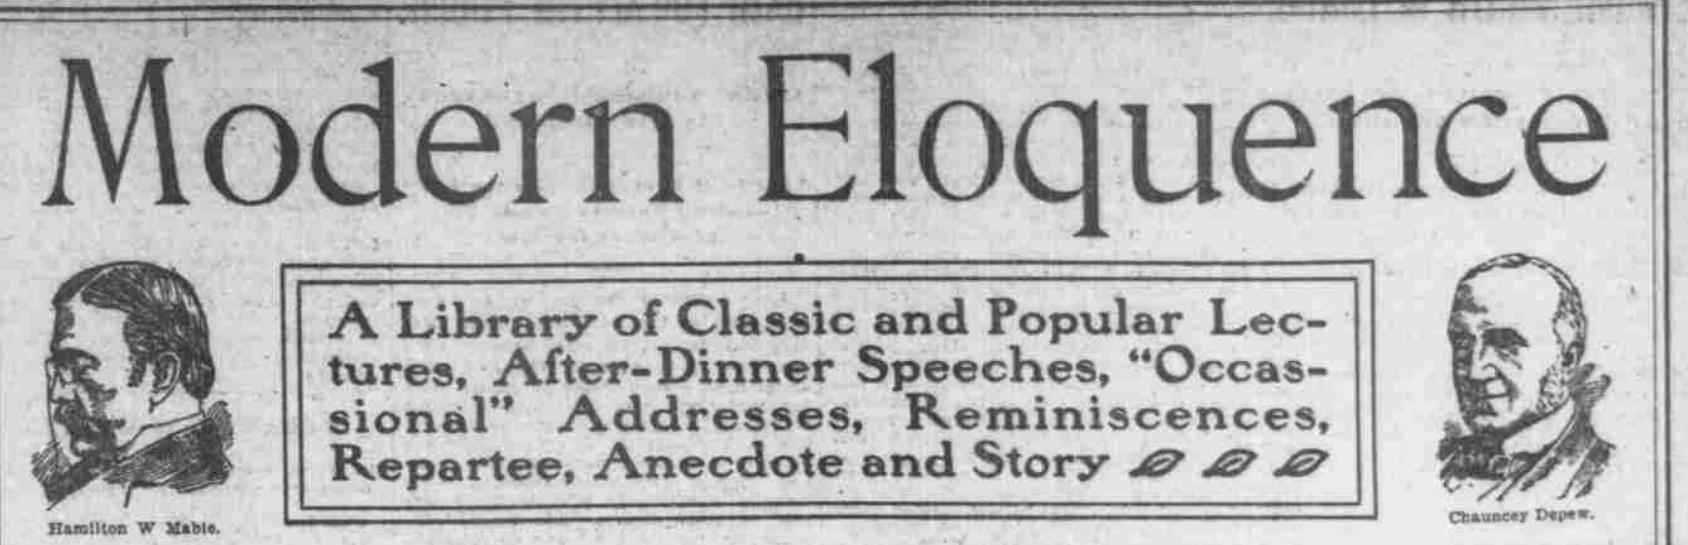 Modern Eloquence
A Library of Classic and Popular Lec-
tures, After-Dinner Speeches, “Occas-
sional” Addresses, Reminiscences,
Repartee, Anecdote and Story
Hamilton W Mabie.
Chauncey Depew.